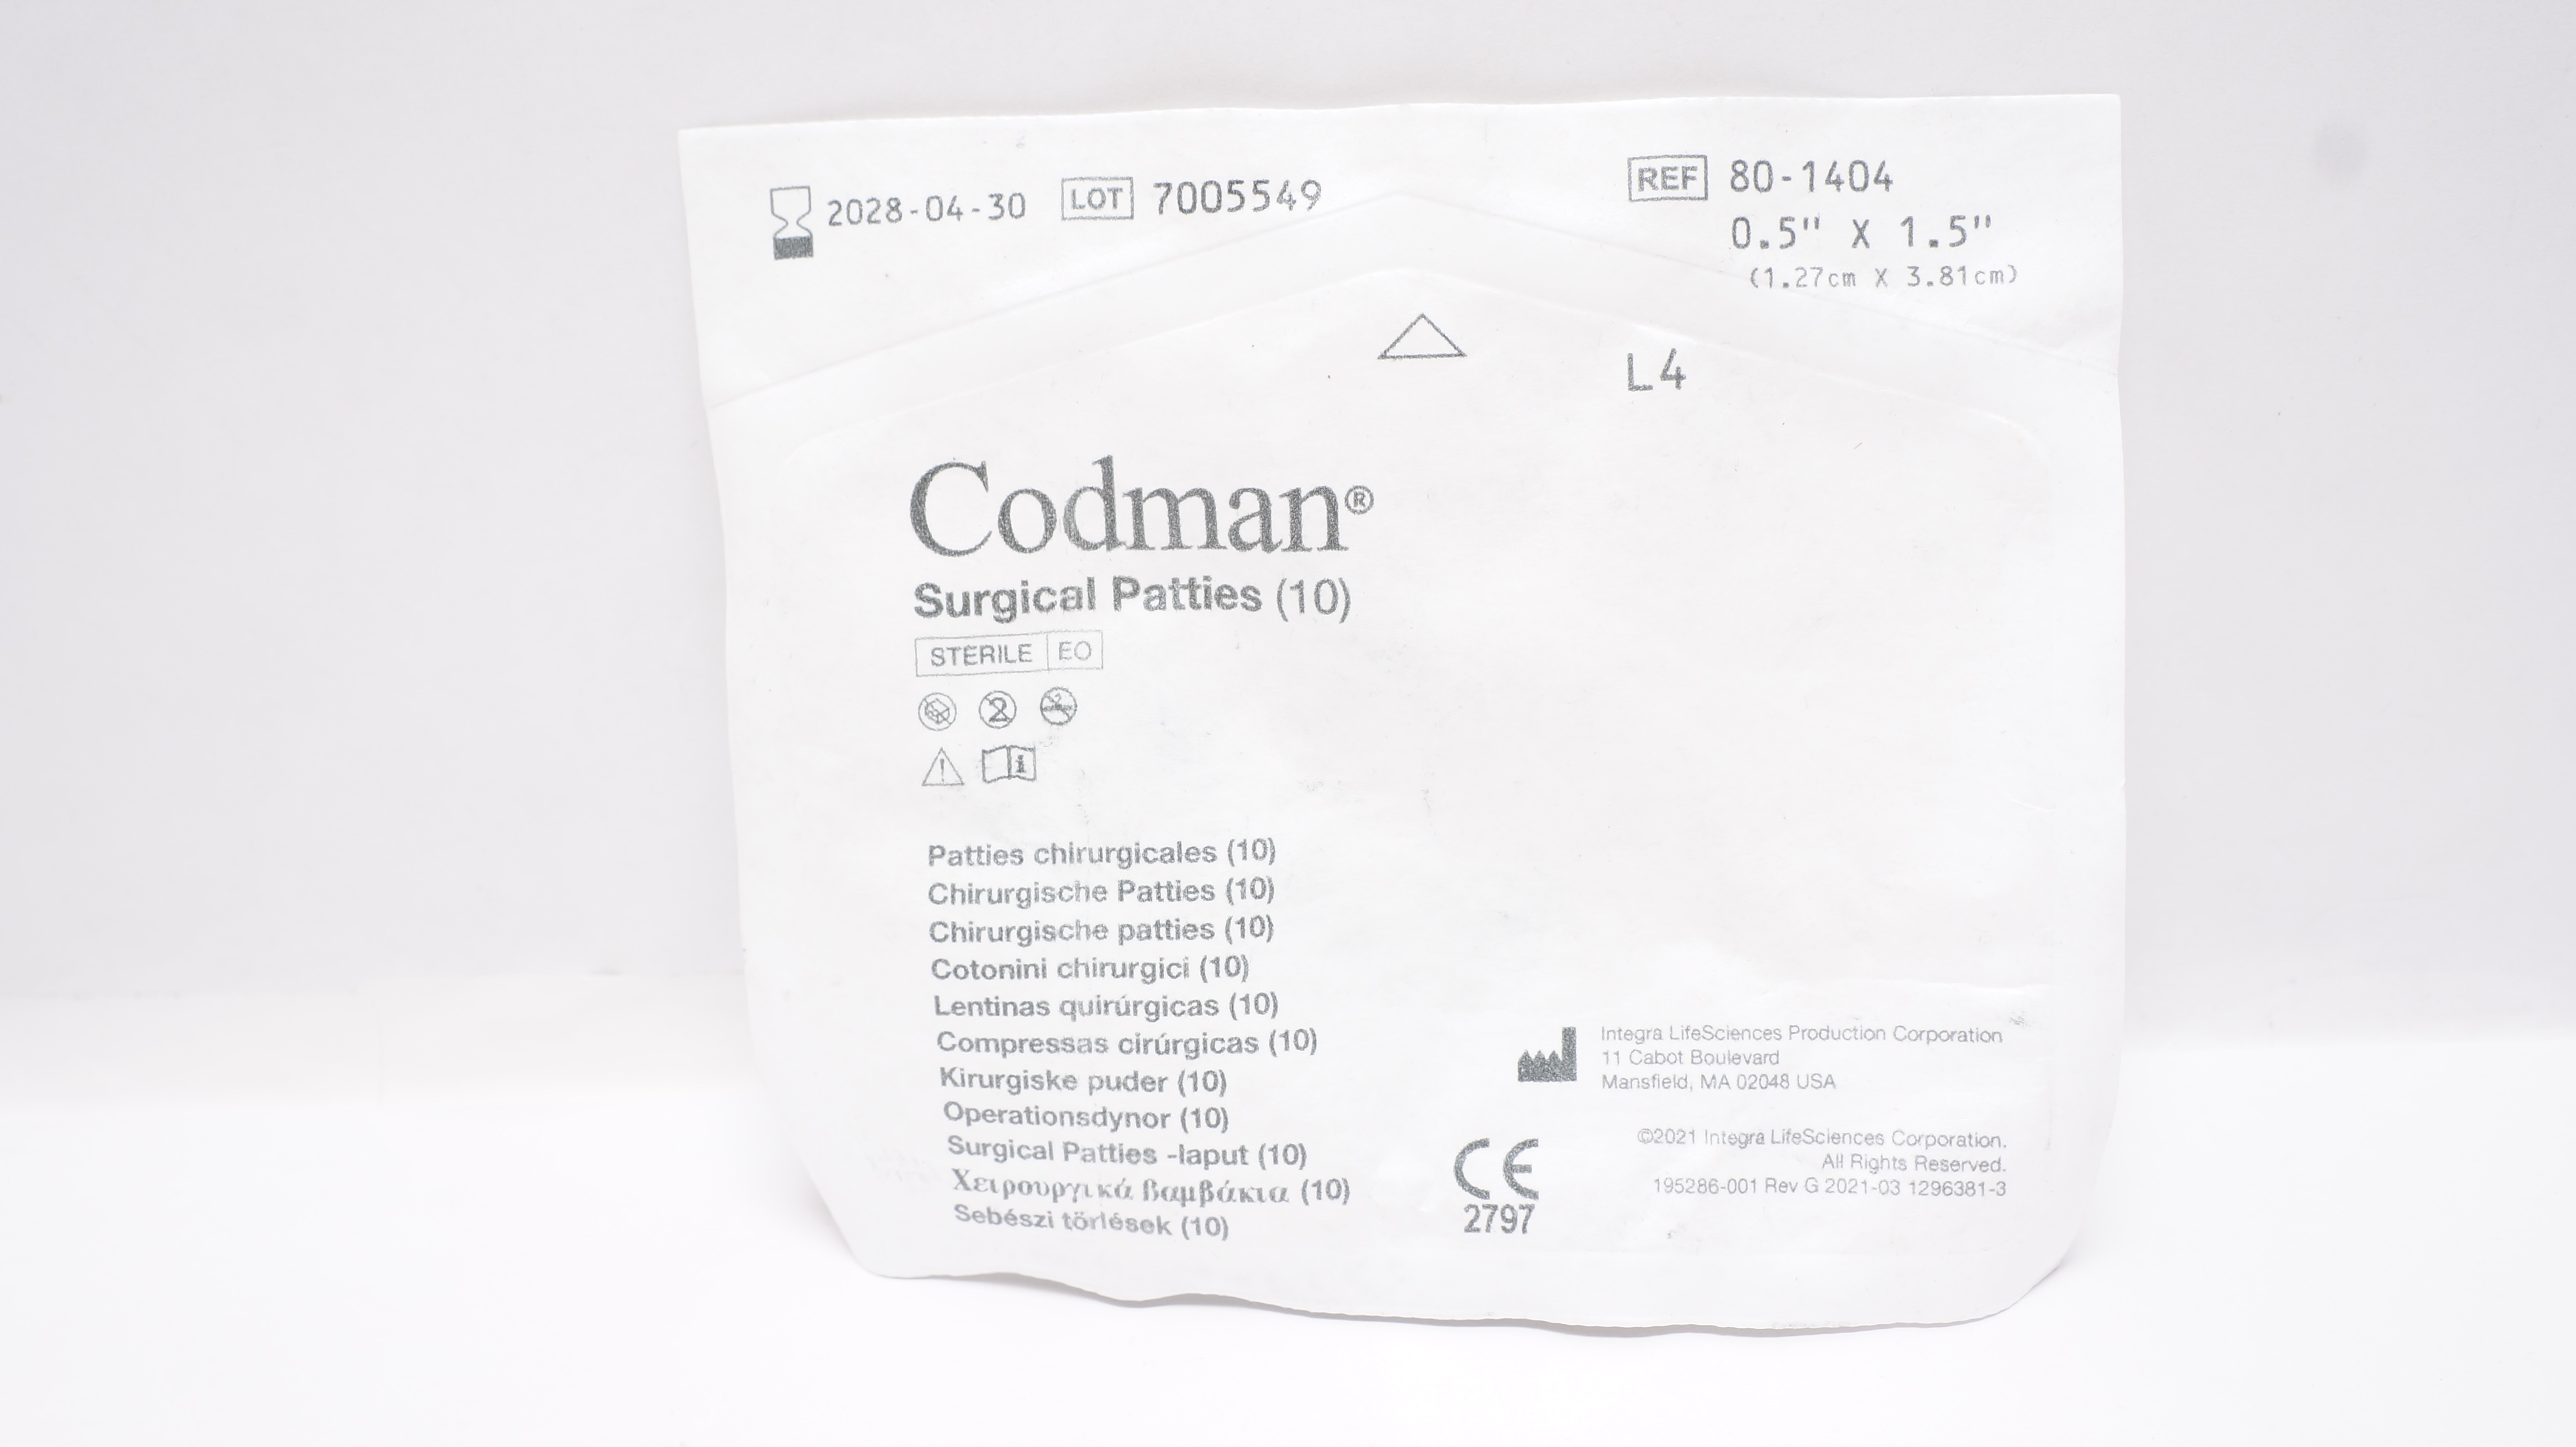 2028-04-30 LOT 7005549
REF 80-1404
0.5" X 1.5"
(1.27cm X 3.81cm)
L4
Codman®
Surgical Patties (10)
STERILE EO
2
Patties chirurgicales (10)
Chirurgische Patties (10)
Chirurgische patties (10)
Cotonini chirurgici (10)
Lentinas quirúrgicas (10)
Compressas cirúrgicas (10)
Kirurgiske puder (10)
Operationsdynor (10)
Surgical Patties -laput (10)
Χειρουργικά βαμβάκια (10)
Sebészi törlések (10)
Integra LifeSciences Production Corporation
11 Cabot Boulevard
Mansfield, MA 02048 USA
CE
2797
©2021 Integra LifeSciences Corporation.
All Rights Reserved.
195286-001 Rev G 2021-03 1296381-3